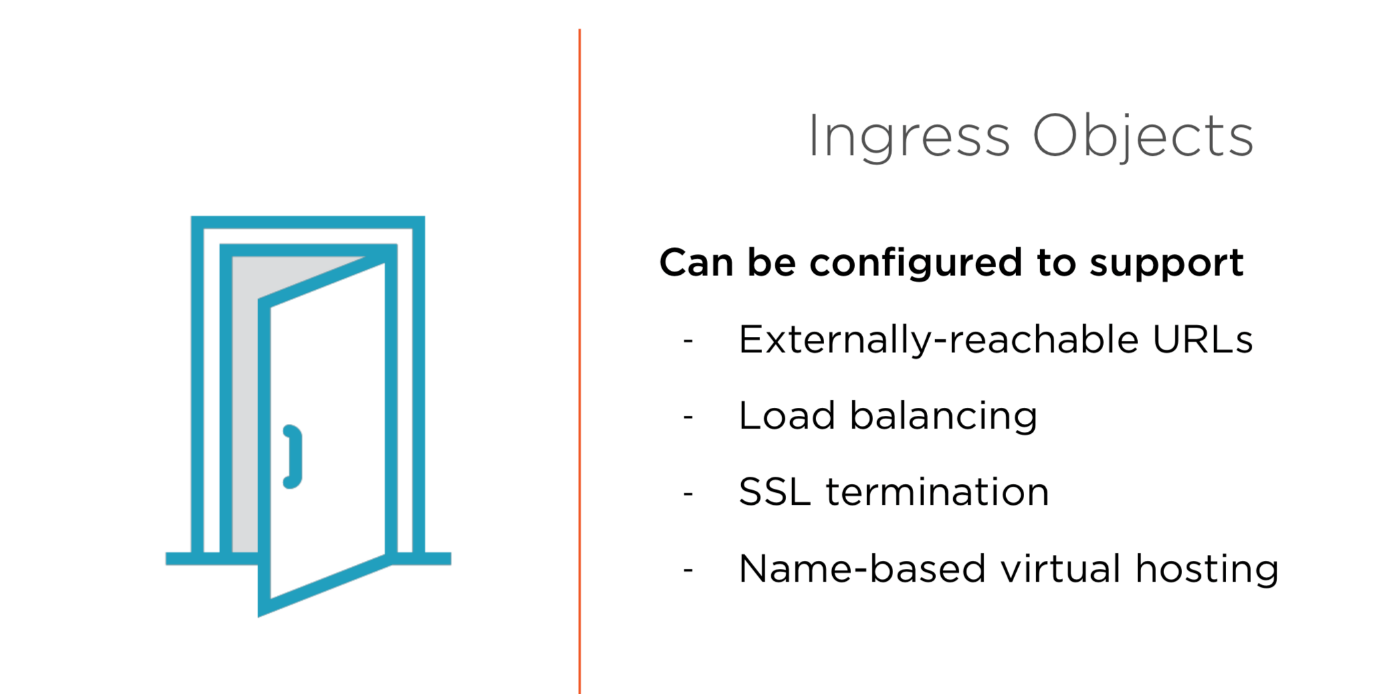 Ingress Objects
Can be configured to support
- Externally-reachable URLs
- Load balancing
- SSL termination
- Name-based virtual hosting